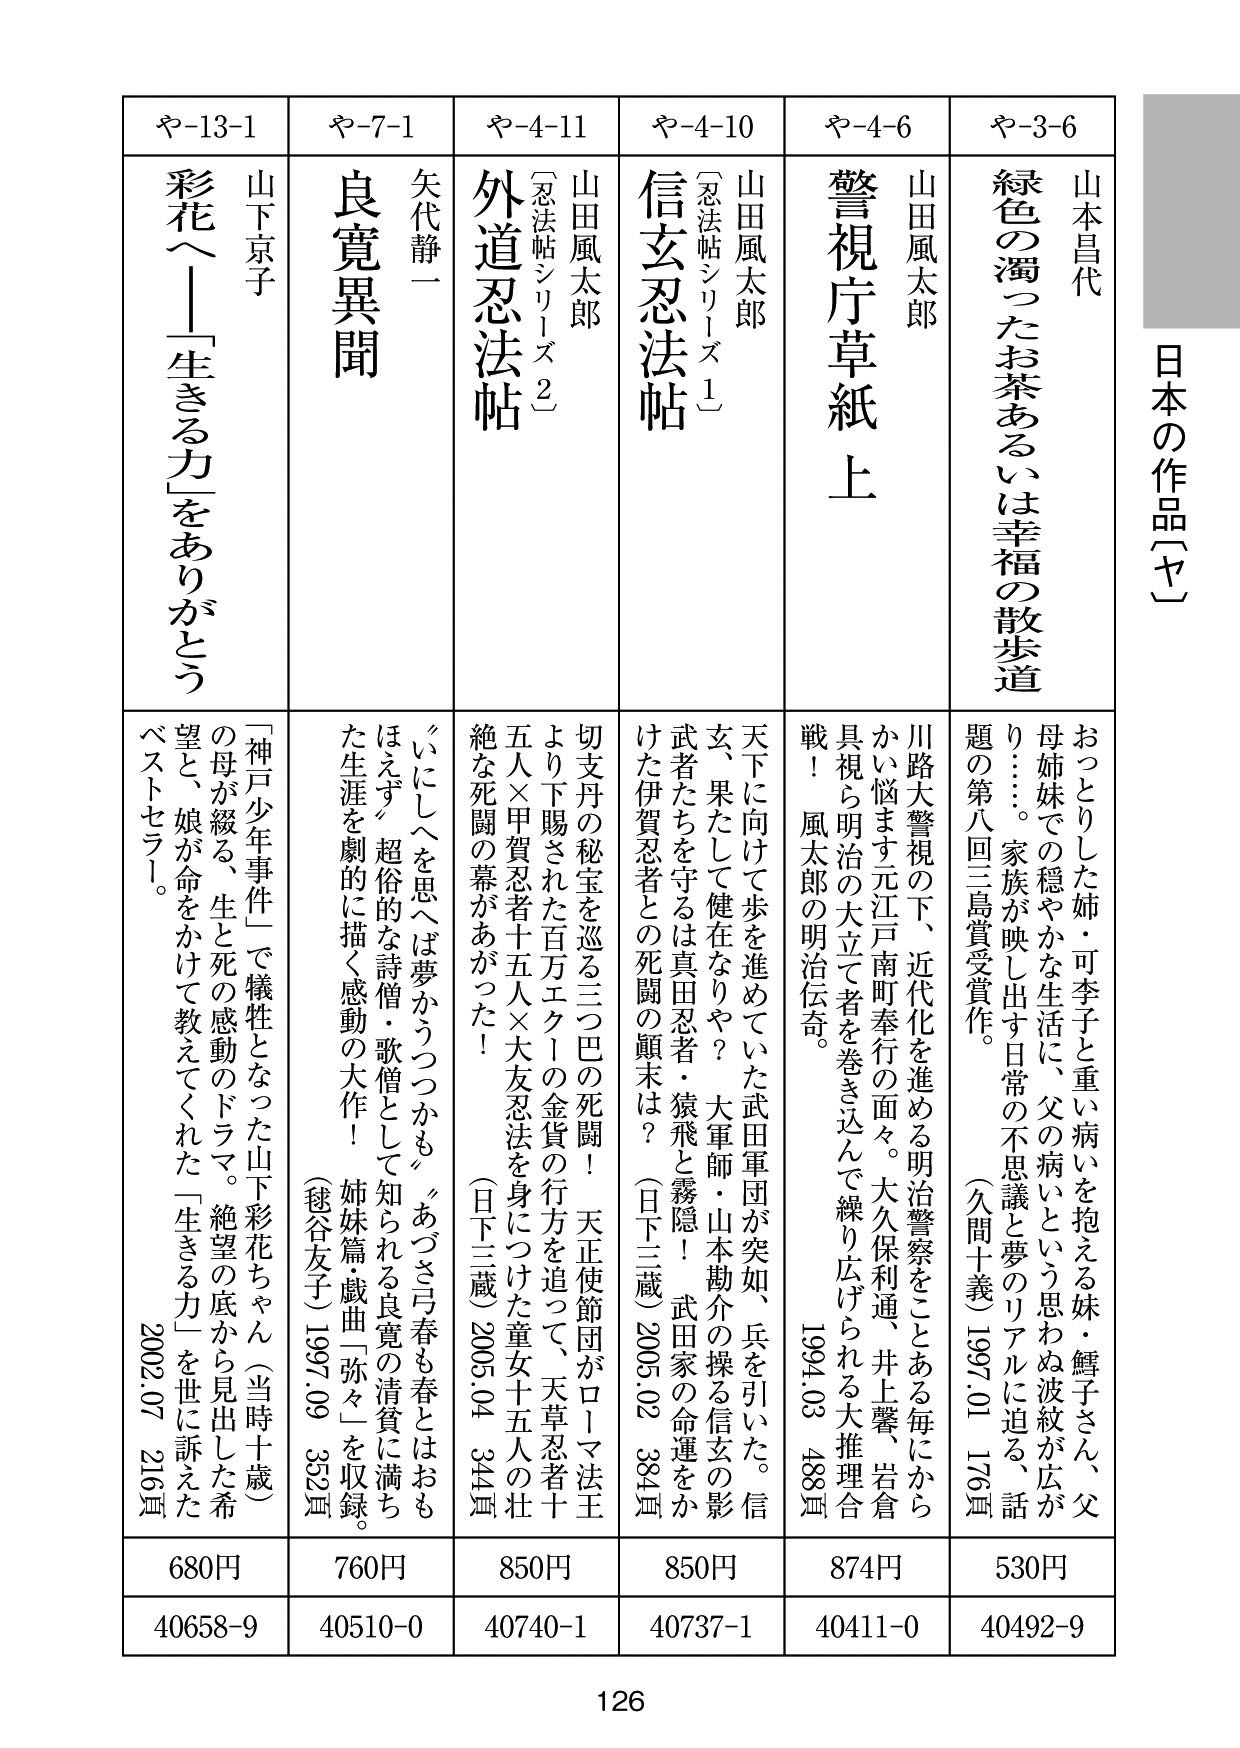 日本の作品〔ヤ〕
や-3-6
山本昌代
緑色の濁ったお茶あるいは幸福の散歩道
おっとりした姉・可李子と重い病いを抱える妹・鱈子さん、父
母姉妹での穏やかな生活に、父の病いという思わぬ波紋が広が
り……。家族が映し出す日常の不思議と夢のリアルに迫る、話
題の第八回三島賞受賞作。（久間十義）1997.01 176頁
530円
40492-9
や-4-6
山田風太郎
警視庁草紙 上
川路大警視の下、近代化を進める明治警察をことある毎にから
かい悩ます元江戸南町奉行の面々。大久保利通、井上馨、岩倉
具視ら明治の大立て者を巻き込んで繰り広げられる大推理合
戦！ 風太郎の明治伝奇。 1994.03 488頁
874円
40411-0
や-4-10
山田風太郎
〔忍法帖シリーズ 1〕
信玄忍法帖
天下に向けて歩を進めていた武田軍団が突如、兵を引いた。信
玄、果たして健在なりや？ 大軍師・山本勘介の操る信玄の影
武者たちを守るは真田忍者・猿飛と霧隠！ 武田家の命運をか
けた伊賀忍者との死闘の顛末は？（日下三蔵）2005.02 384頁
850円
40737-1
や-4-11
山田風太郎
〔忍法帖シリーズ 2〕
外道忍法帖
切支丹の秘宝を巡る三つ巴の死闘！ 天正使節団がローマ法王
より下賜された百万エクーの金貨の行方を追って、天草忍者十
五人×甲賀忍者十五人×大友忍法を身につけた童女十五人の壮
絶な死闘の幕があがった！（日下三蔵）2005.04 344頁
850円
40740-1
や-7-1
矢代静一
良寛異聞
〝いにしへを思へば夢かうつつかも〟〝あづさ弓春も春とはおも
ほえず〟超俗的な詩僧・歌僧として知られる良寛の清貧に満ち
た生涯を劇的に描く感動の大作！ 姉妹篇・戯曲「弥々」を収録。
（毬谷友子）1997.09 352頁
760円
40510-0
や-13-1
山下京子
彩花へ――「生きる力」をありがとう
「神戸少年事件」で犠牲となった山下彩花ちゃん（当時十歳）
の母が綴る、生と死の感動のドラマ。絶望の底から見出した希
望と、娘が命をかけて教えてくれた「生きる力」を世に訴えた
ベストセラー。 2002.07 216頁
680円
40658-9
126